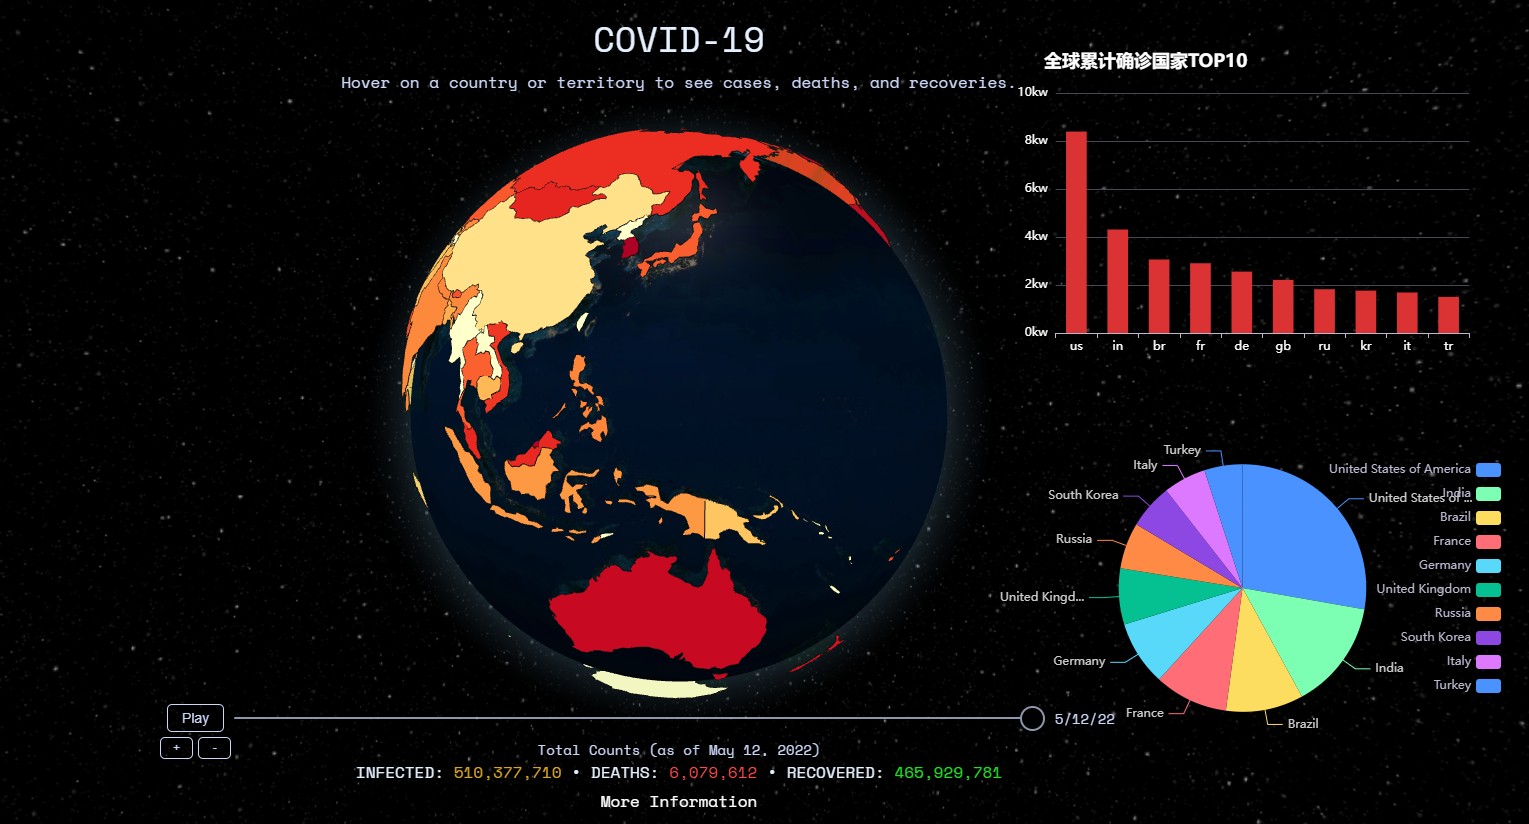 COVID-19
Hover on a country or territory to see cases, deaths, and recoveries.
全球累计确诊国家TOP10
10kw
8kw
6kw
4kw
2kw
0kw
us in br fr de gb ru kr it tr
Turkey
Italy
South Korea
Russia
United Kingd...
Germany
France
Brazil
India
United States of ...
United States of America
India
Brazil
France
Germany
United Kingdom
Russia
South Korea
Italy
Turkey
Play
+ -
5/12/22
Total Counts (as of May 12, 2022)
INFECTED: 510,377,710 • DEATHS: 6,079,612 • RECOVERED: 465,929,781
More Information